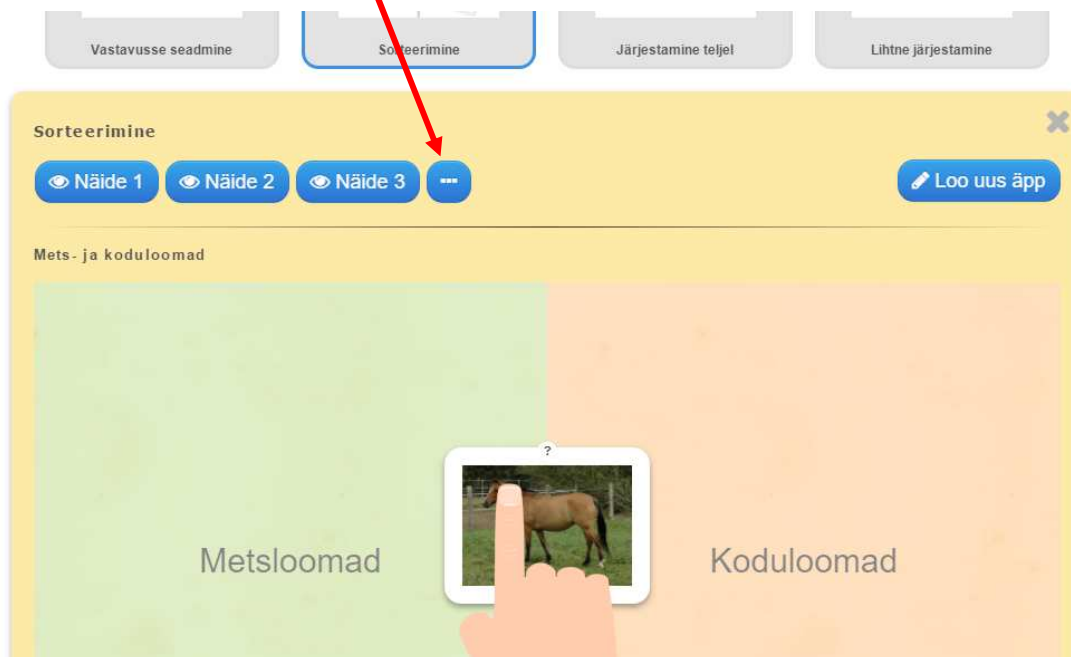 Vastavusse seadmine
Sorteerimine
Järjestamine teljel
Lihtne järjestamine
Sorteerimine
Näide 1
Näide 2
Näide 3
Loo uus äpp
Mets- ja koduloomad
?
Metsloomad
Koduloomad